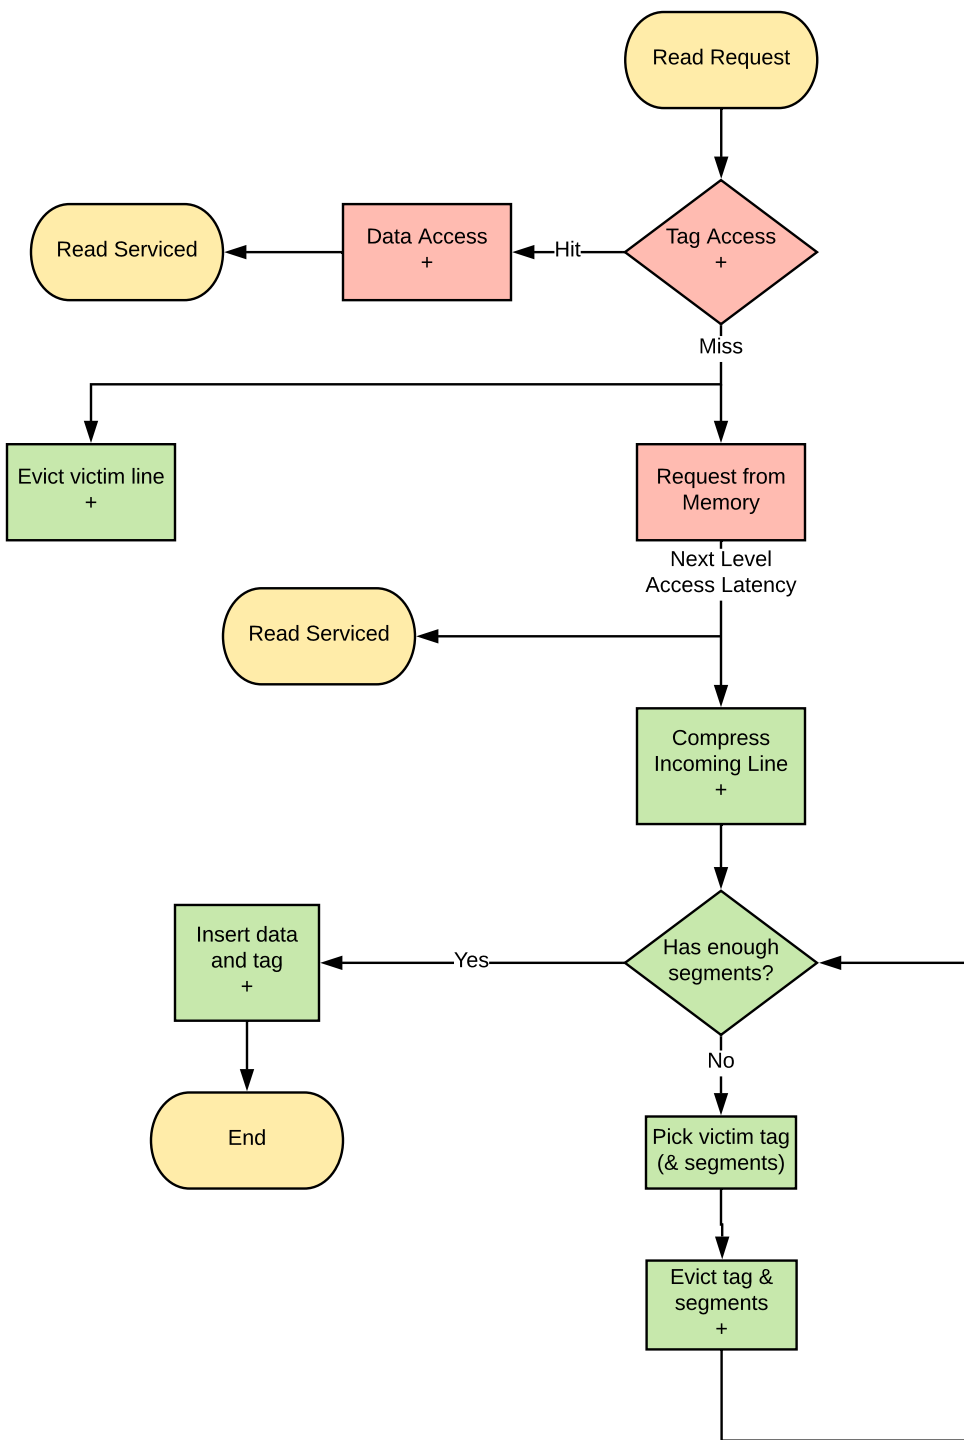 Read Request
Read Serviced
Data Access
+
Hit
Tag Access
+
Miss
Evict victim line
+
Request from
Memory
Next Level
Access Latency
Read Serviced
Compress
Incoming Line
+
Insert data
and tag
+
Yes
Has enough
segments?
No
End
Pick victim tag
(& segments)
Evict tag &
segments
+